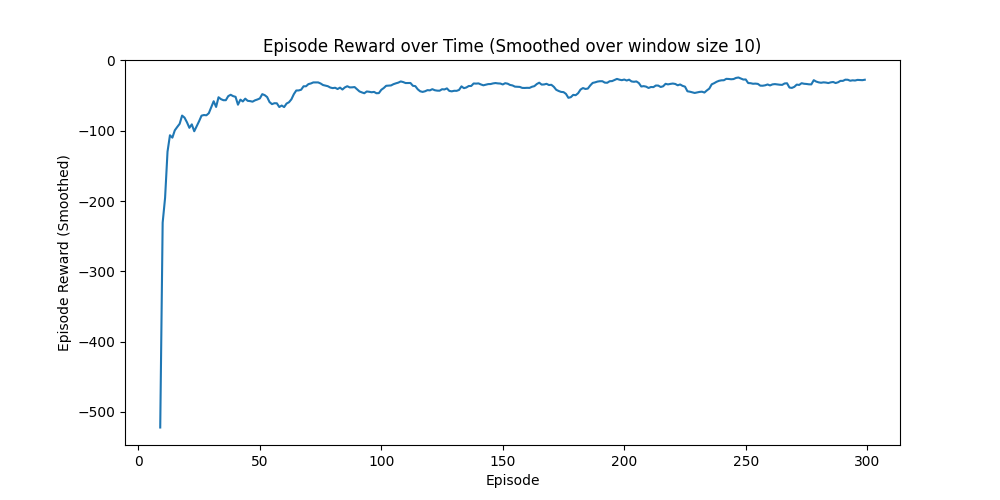 Episode Reward over Time (Smoothed over window size 10)
0
−100
−200
−300
−400
−500
Episode Reward (Smoothed)
0 50 100 150 200 250 300
Episode